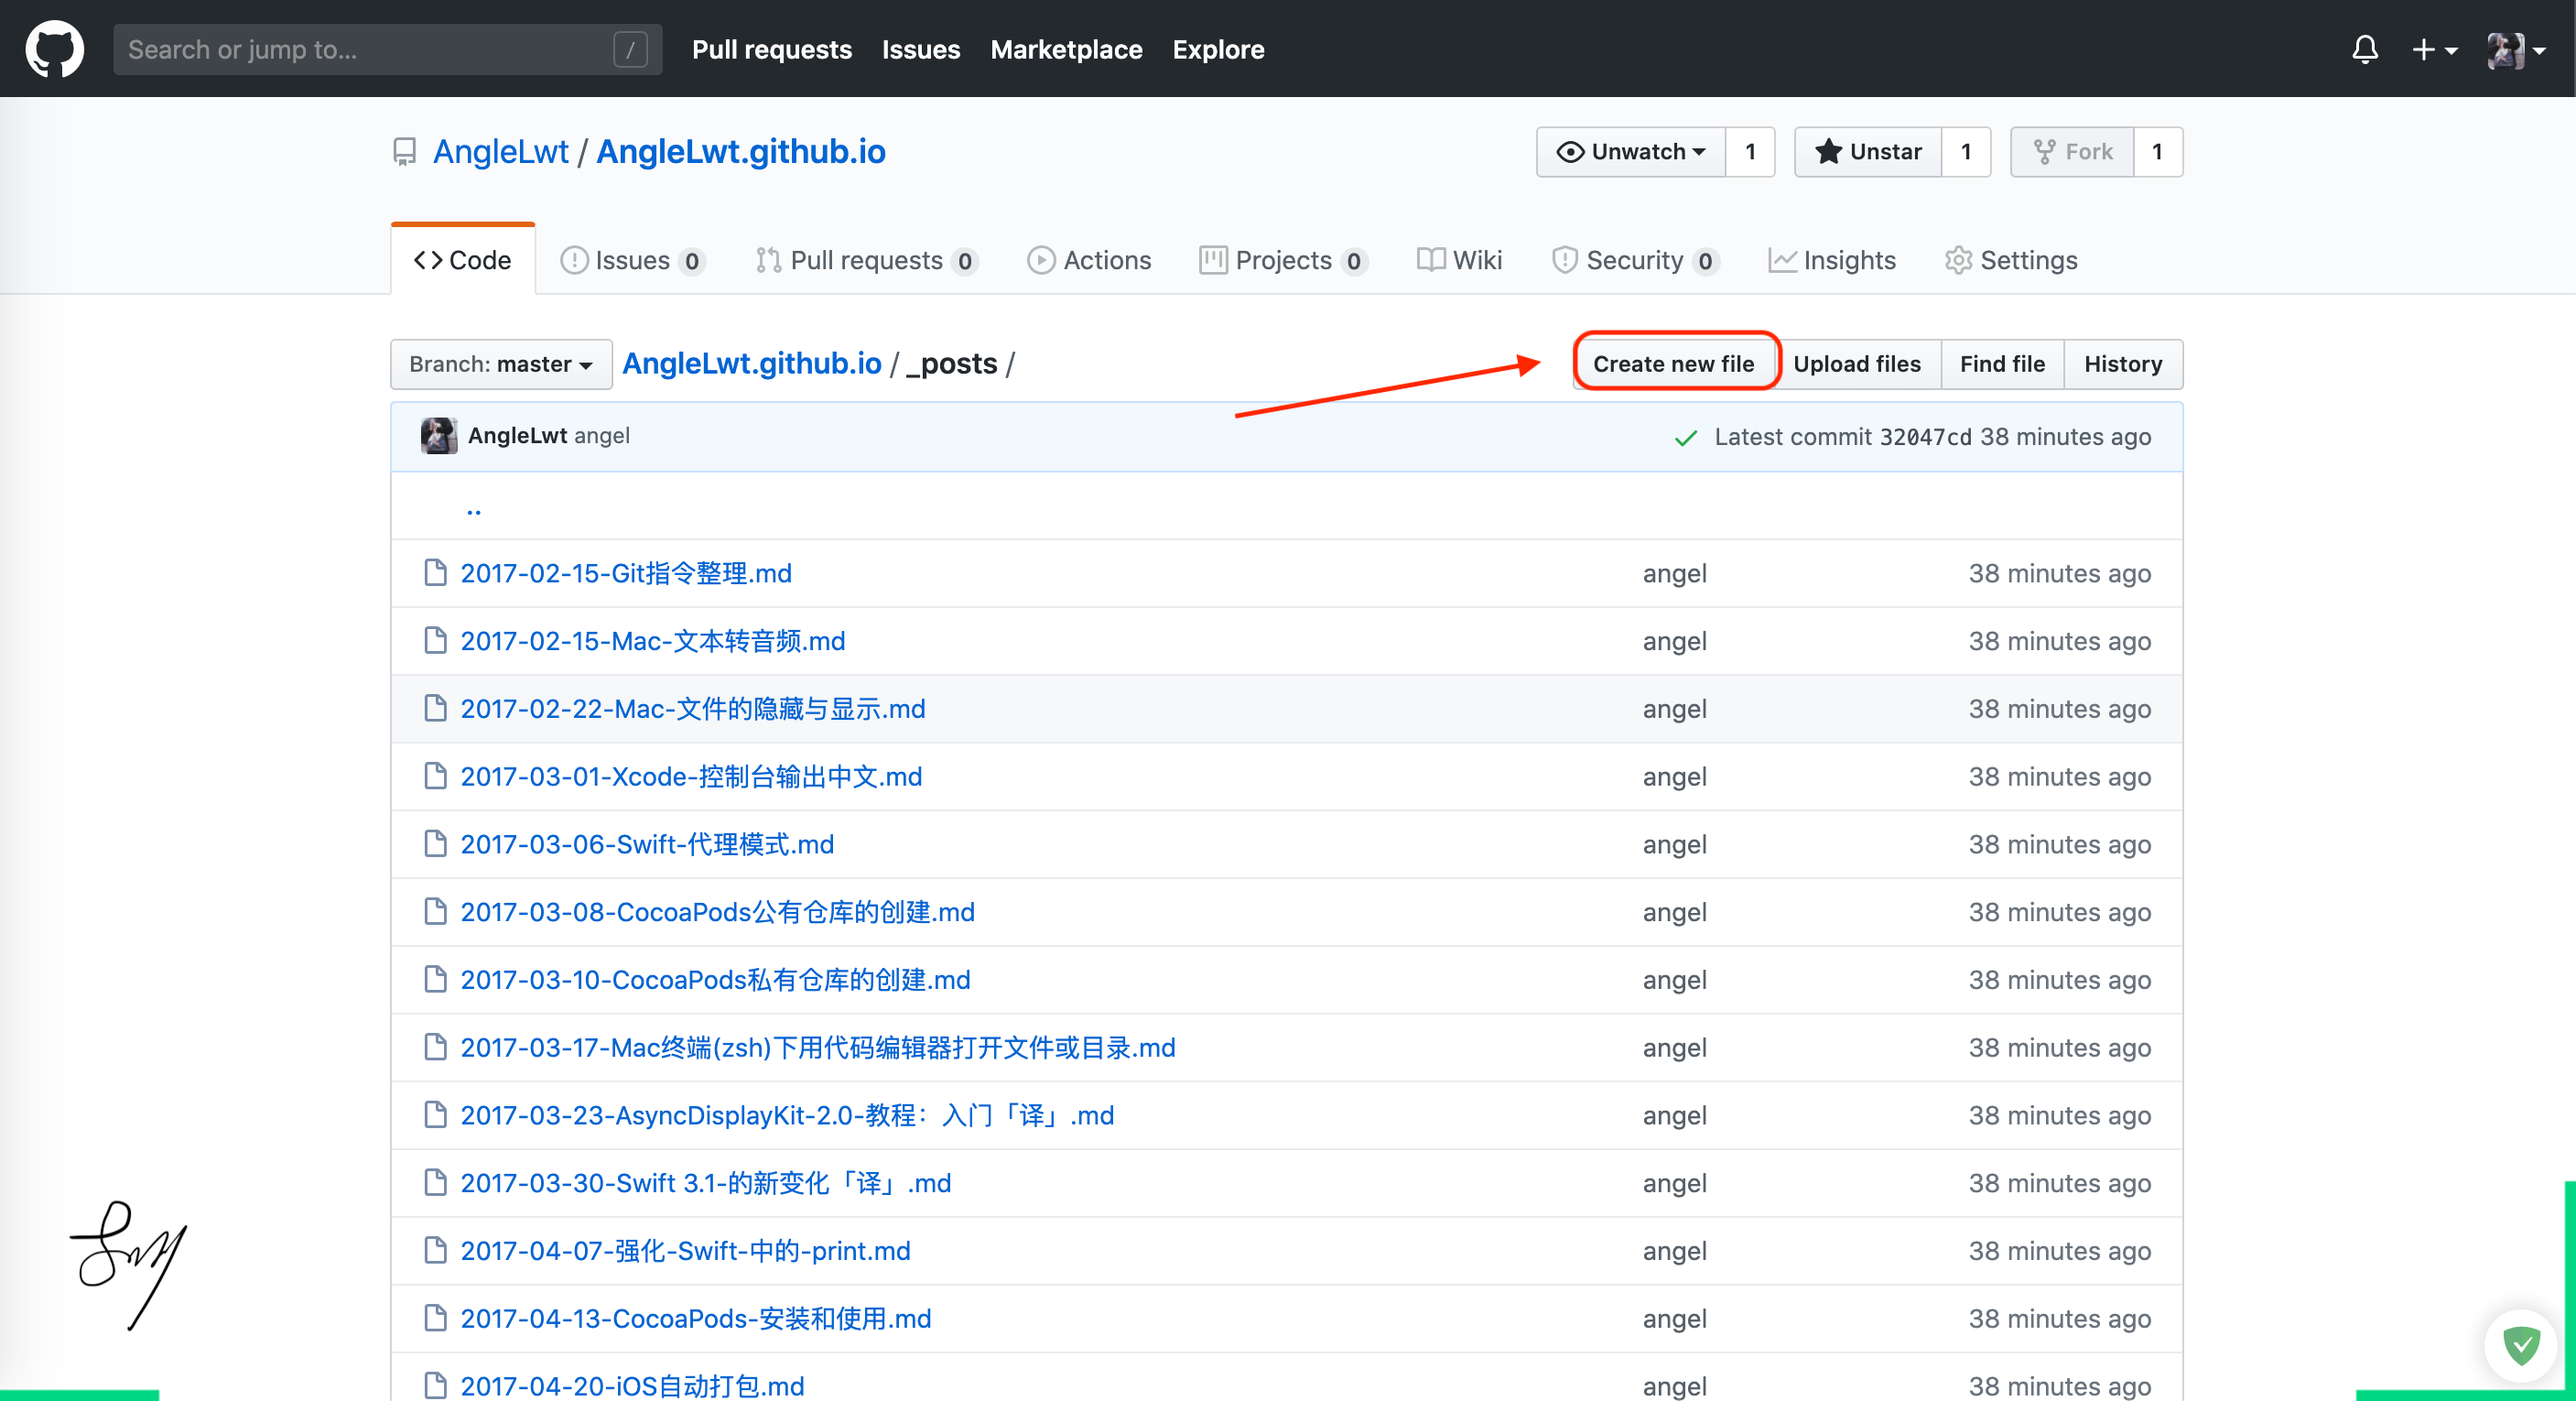 Search or jump to... / Pull requests Issues Marketplace Explore
AngleLwt / AngleLwt.github.io Unwatch 1 Unstar 1 Fork 1
Code Issues 0 Pull requests 0 Actions Projects 0 Wiki Security 0 Insights Settings
Branch: master AngleLwt.github.io / _posts / Create new file Upload files Find file History
AngleLwt angel Latest commit 32047cd 38 minutes ago
..
2017-02-15-Git指令整理.md angel 38 minutes ago
2017-02-15-Mac-文本转音频.md angel 38 minutes ago
2017-02-22-Mac-文件的隐藏与显示.md angel 38 minutes ago
2017-03-01-Xcode-控制台输出中文.md angel 38 minutes ago
2017-03-06-Swift-代理模式.md angel 38 minutes ago
2017-03-08-CocoaPods公有仓库的创建.md angel 38 minutes ago
2017-03-10-CocoaPods私有仓库的创建.md angel 38 minutes ago
2017-03-17-Mac终端(zsh)下用代码编辑器打开文件或目录.md angel 38 minutes ago
2017-03-23-AsyncDisplayKit-2.0-教程：入门「译」.md angel 38 minutes ago
2017-03-30-Swift 3.1-的新变化「译」.md angel 38 minutes ago
2017-04-07-强化-Swift-中的-print.md angel 38 minutes ago
2017-04-13-CocoaPods-安装和使用.md angel 38 minutes ago
2017-04-20-iOS自动打包.md angel 38 minutes ago